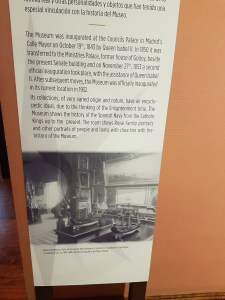 rey y otras personalidades y objetos que han tenido una
especial vinculación con la historia del Museo.
The Museum was inaugurated at the Councils Palace in Madrid's
Calle Mayor on October 19th, 1843 by Queen Isabel II. In 1850 it was
transferred to the Ministries Palace, former house of Godoy, beside
the present Senate building and on November 27th, 1853 a second
official inauguration took place, with the assistance of Queen Isabel
II. After subsequent moves, the Museum was officially inaugurated
in its current location in 1932.
Its collections, of very varied origin and nature, have an encyclo-
pedic ideal, due to the thinking of the Enlightenment time. The
Museum shows the history of the Spanish Navy from the Catholic
Kings up to the present. The room shows Royal Family portraits
and other portraits of people and items with close ties with the
history of the Museum.